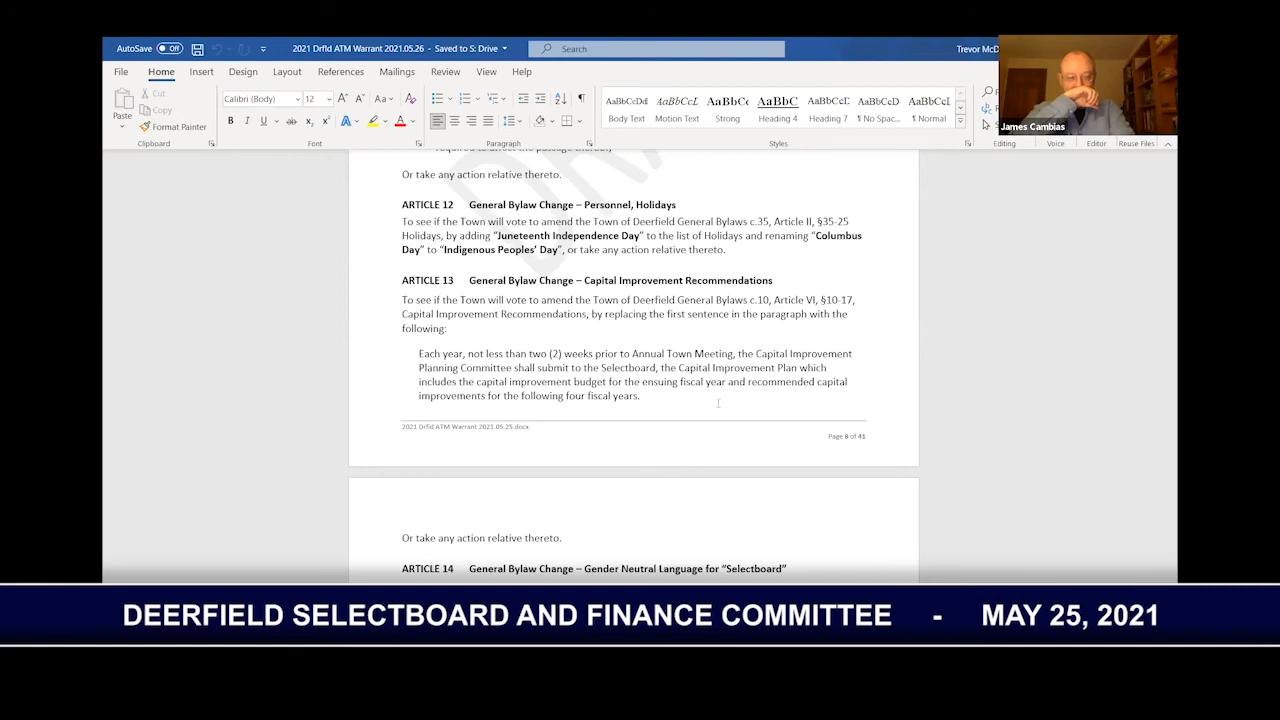 AutoSave Off 2021 Drfld ATM Warrant 2021.05.26 - Saved to S: Drive Search Trevor McD
File Home Insert Design Layout References Mailings Review View Help
Cut
Copy
Paste Format Painter
Calibri (Body) 12
AaBbCcDd AaBbCcL AaBbCc AaBbC AaBbCcD AaBbCcD AaBbCcI
Body Text Motion Text Strong Heading 4 Heading 7 ¶ No Spac... ¶ Normal
Clipboard Font Paragraph Styles Editing Voice Editor Reuse Files
James Cambias
Or take any action relative thereto.
ARTICLE 12 General Bylaw Change – Personnel, Holidays
To see if the Town will vote to amend the Town of Deerfield General Bylaws c.35, Article II, §35-25
Holidays, by adding “Juneteenth Independence Day” to the list of Holidays and renaming “Columbus
Day” to “Indigenous Peoples’ Day”, or take any action relative thereto.
ARTICLE 13 General Bylaw Change – Capital Improvement Recommendations
To see if the Town will vote to amend the Town of Deerfield General Bylaws c.10, Article VI, §10-17,
Capital Improvement Recommendations, by replacing the first sentence in the paragraph with the
following:
Each year, not less than two (2) weeks prior to Annual Town Meeting, the Capital Improvement
Planning Committee shall submit to the Selectboard, the Capital Improvement Plan which
includes the capital improvement budget for the ensuing fiscal year and recommended capital
improvements for the following four fiscal years.
2021 Drfld ATM Warrant 2021.05.25.docx
Page 8 of 41
Or take any action relative thereto.
ARTICLE 14 General Bylaw Change – Gender Neutral Language for “Selectboard”
DEERFIELD SELECTBOARD AND FINANCE COMMITTEE - MAY 25, 2021